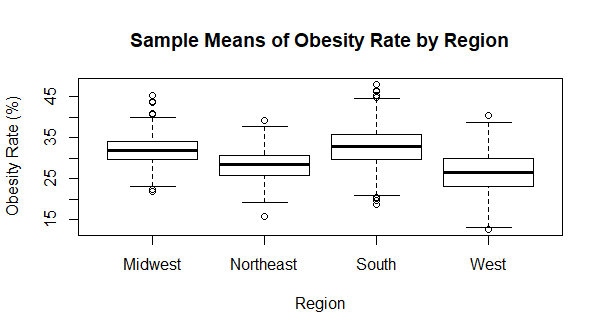 Sample Means of Obesity Rate by Region
Obesity Rate (%)
45
35
25
15
Midwest Northeast South West
Region